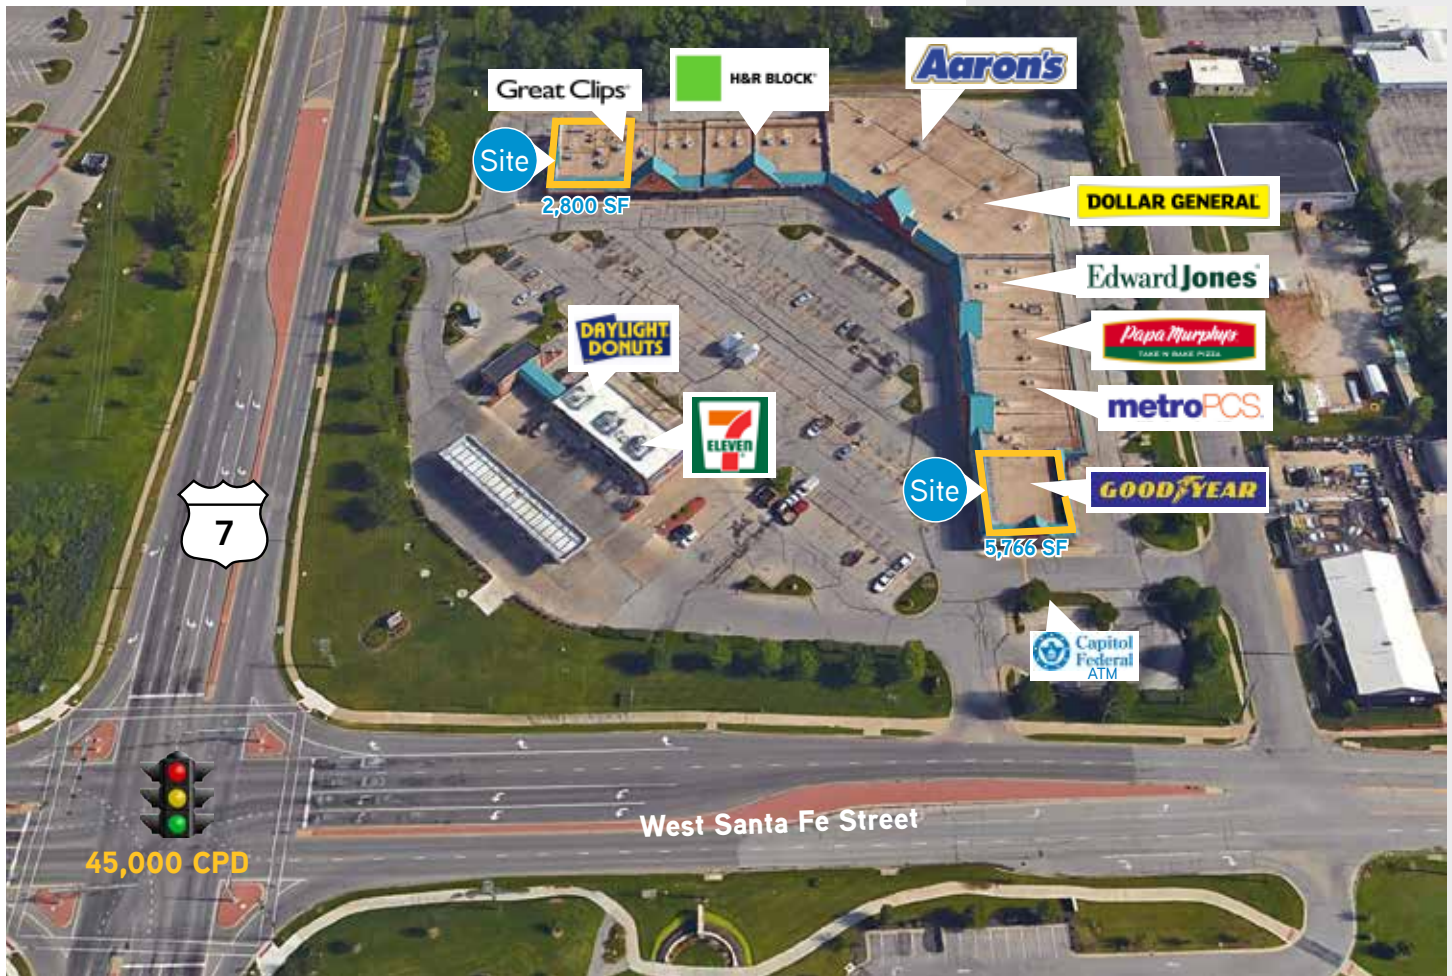 Great Clips®
H&R BLOCK®
Aaron's
Site
2,800 SF
DOLLAR GENERAL
Edward Jones®
DAYLIGHT
DONUTS
Papa Murphy's
TAKE 'N' BAKE PIZZA
metroPCS.
7
ELEVEN
Site
GOODYEAR
5,766 SF
7
Capitol
Federal
ATM
West Santa Fe Street
45,000 CPD